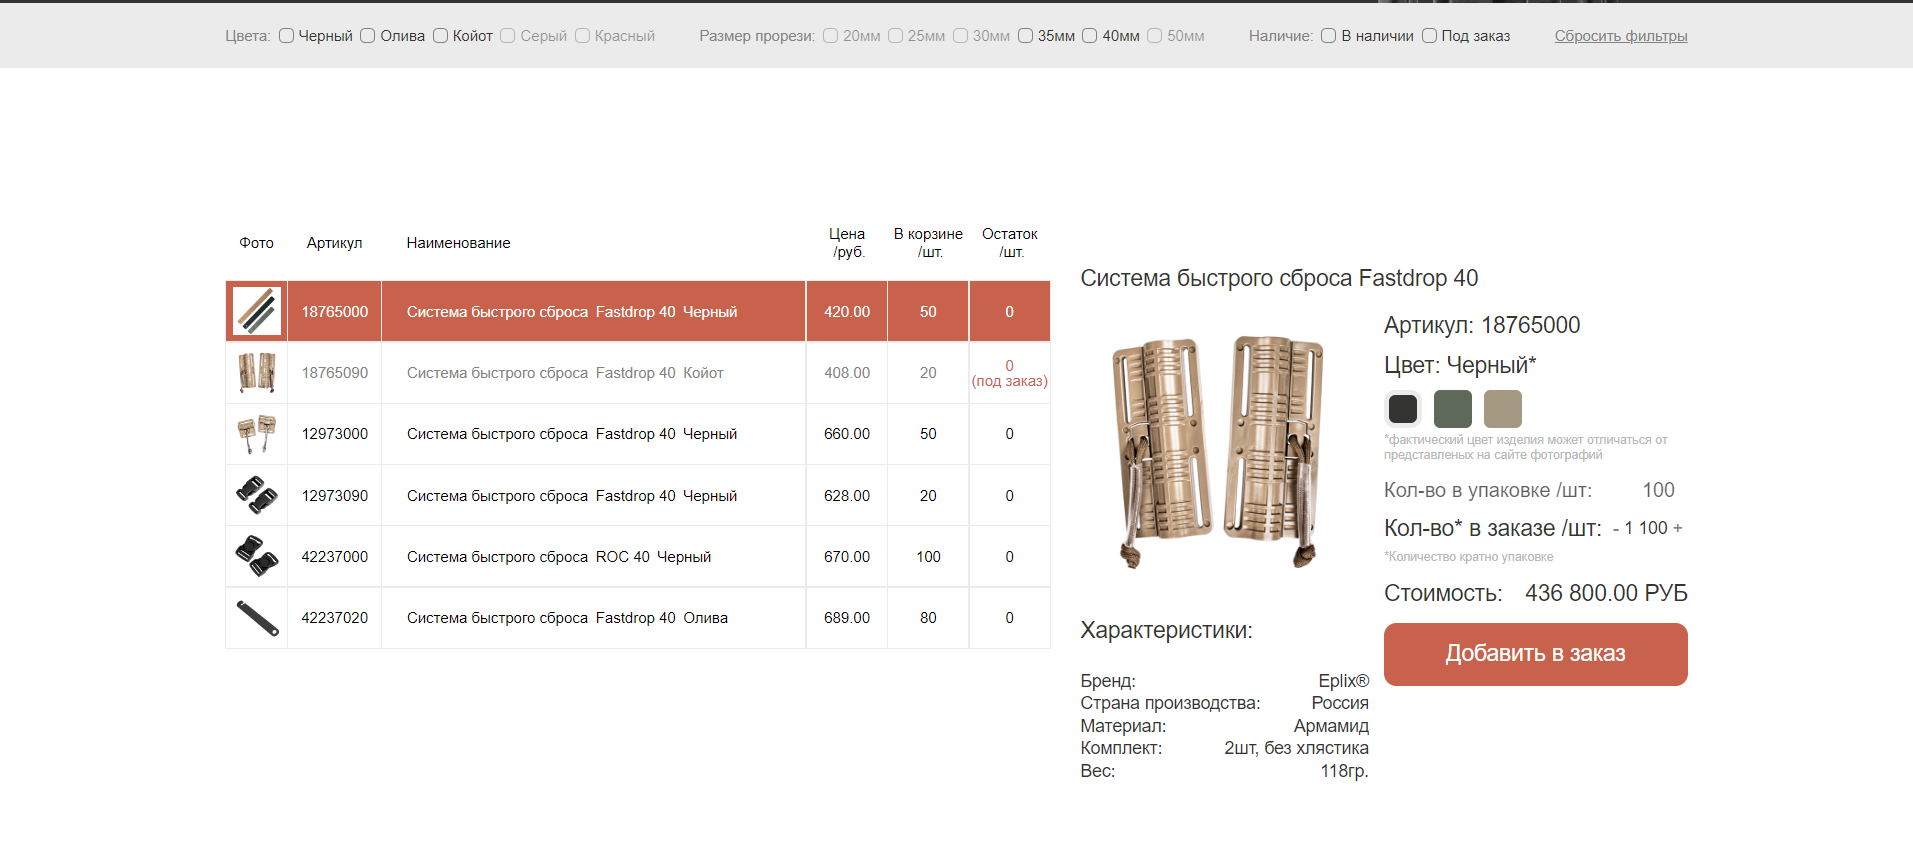 Цвета: Черный Олива Койот Серый Красный Размер прорези: 20мм 25мм 30мм 35мм 40мм 50мм Наличие: В наличии Под заказ Сбросить фильтры
Фото Артикул Наименование Цена /руб. В корзине /шт. Остаток /шт.
18765000 Система быстрого сброса Fastdrop 40 Черный 420.00 50 0
18765090 Система быстрого сброса Fastdrop 40 Койот 408.00 20 0 (под заказ)
12973000 Система быстрого сброса Fastdrop 40 Черный 660.00 50 0
12973090 Система быстрого сброса Fastdrop 40 Черный 628.00 20 0
42237000 Система быстрого сброса ROC 40 Черный 670.00 100 0
42237020 Система быстрого сброса Fastdrop 40 Олива 689.00 80 0
Система быстрого сброса Fastdrop 40
Артикул: 18765000
Цвет: Черный*
*фактический цвет изделия может отличаться от
представленых на сайте фотографий
Кол-во в упаковке /шт: 100
Кол-во* в заказе /шт: - 1 100 +
*Количество кратно упаковке
Стоимость: 436 800.00 РУБ
Добавить в заказ
Характеристики:
Бренд: Eplix®
Страна производства: Россия
Материал: Армамид
Комплект: 2шт, без хлястика
Вес: 118гр.